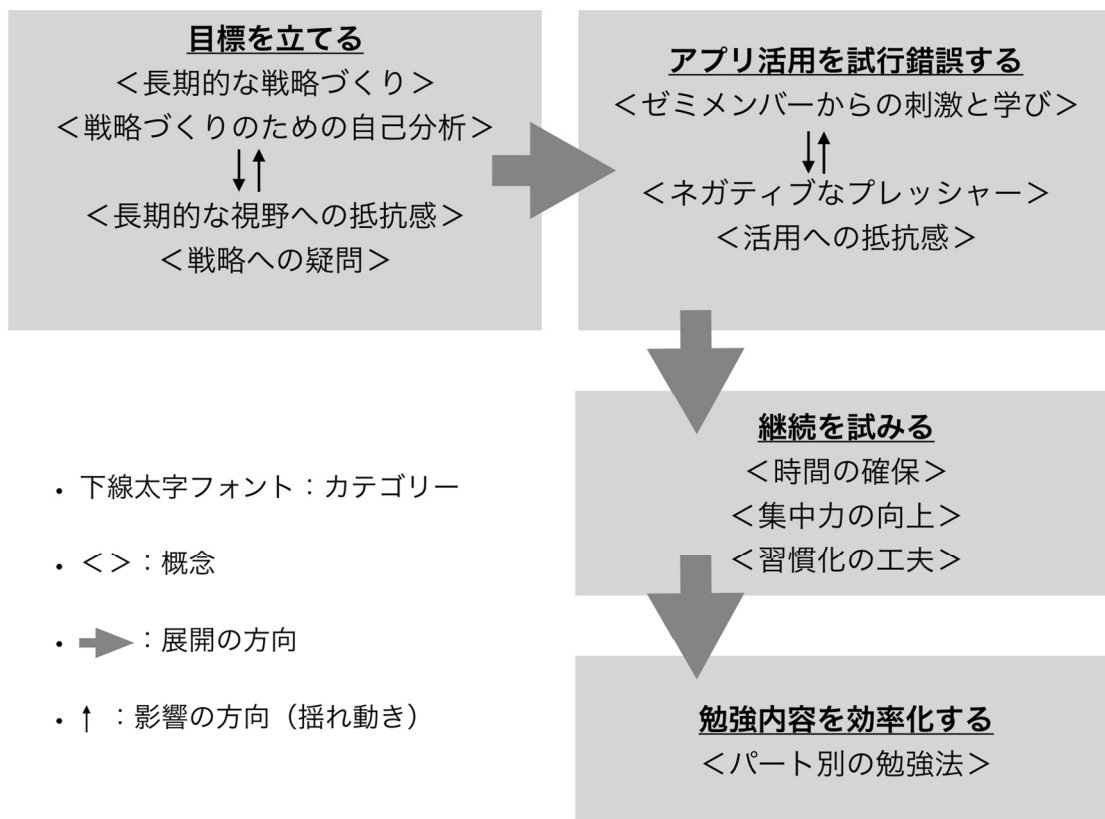 目標を立てる
＜長期的な戦略づくり＞
＜戦略づくりのための自己分析＞
↓↑
＜長期的な視野への抵抗感＞
＜戦略への疑問＞
アプリ活用を試行錯誤する
＜ゼミメンバーからの刺激と学び＞
↓↑
＜ネガティブなプレッシャー＞
＜活用への抵抗感＞
継続を試みる
＜時間の確保＞
＜集中力の向上＞
＜習慣化の工夫＞
勉強内容を効率化する
＜パート別の勉強法＞
・下線太字フォント：カテゴリー
・＜＞：概念
・➡：展開の方向
・↑：影響の方向（揺れ動き）